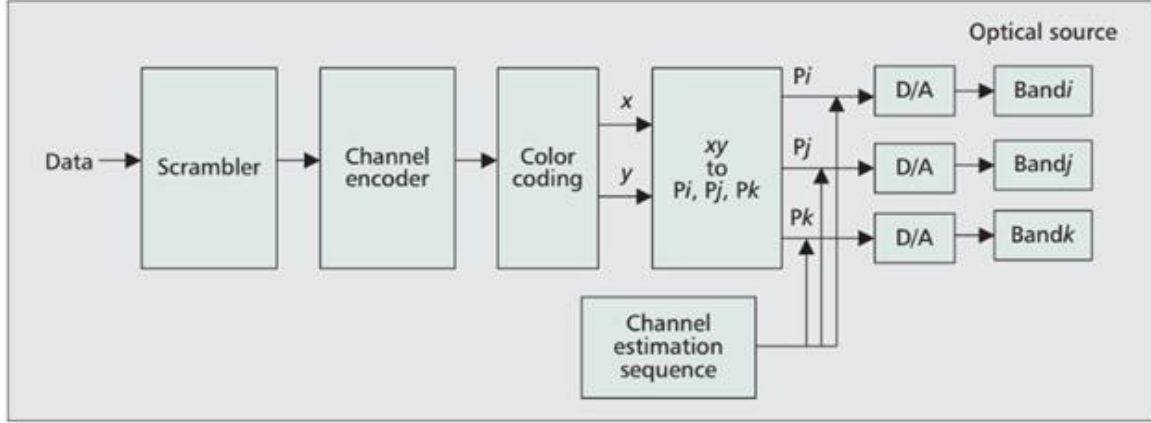 Optical source
Data
Scrambler
Channel
encoder
Color
coding
x
y
xy
to
Pi, Pj, Pk
Pi
D/A
Bandi
Pj
D/A
Bandj
Pk
D/A
Bandk
Channel
estimation
sequence